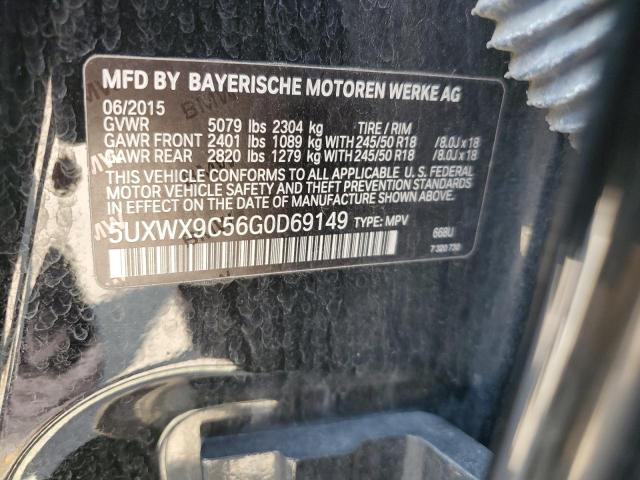 MFD BY BAYERISCHE MOTOREN WERKE AG
06/2015
GVWR 5079 lbs 2304 kg TIRE / RIM
GAWR FRONT 2401 lbs 1089 kg WITH 245/50 R18 /8.0J x 18
GAWR REAR 2820 lbs 1279 kg WITH 245/50 R18 /8.0J x 18
THIS VEHICLE CONFORMS TO ALL APPLICABLE U. S. FEDERAL
MOTOR VEHICLE SAFETY AND THEFT PREVENTION STANDARDS
IN EFFECT ON THE DATE OF MANUFACTURE SHOWN ABOVE.
5UXWX9C56G0D69149 TYPE: MPV
668U
7 320 730